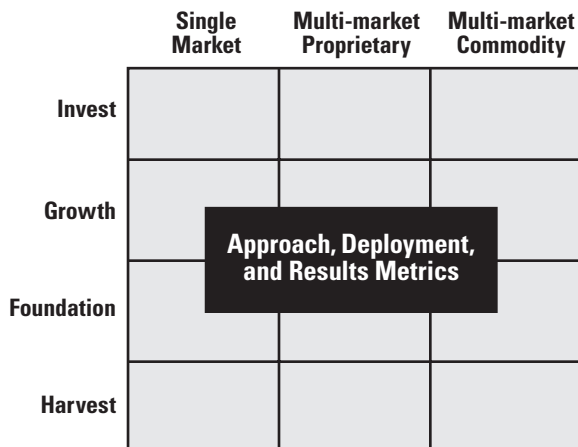 Single Multi-market Multi-market
Market Proprietary Commodity
Invest
Growth
Approach, Deployment,
and Results Metrics
Foundation
Harvest